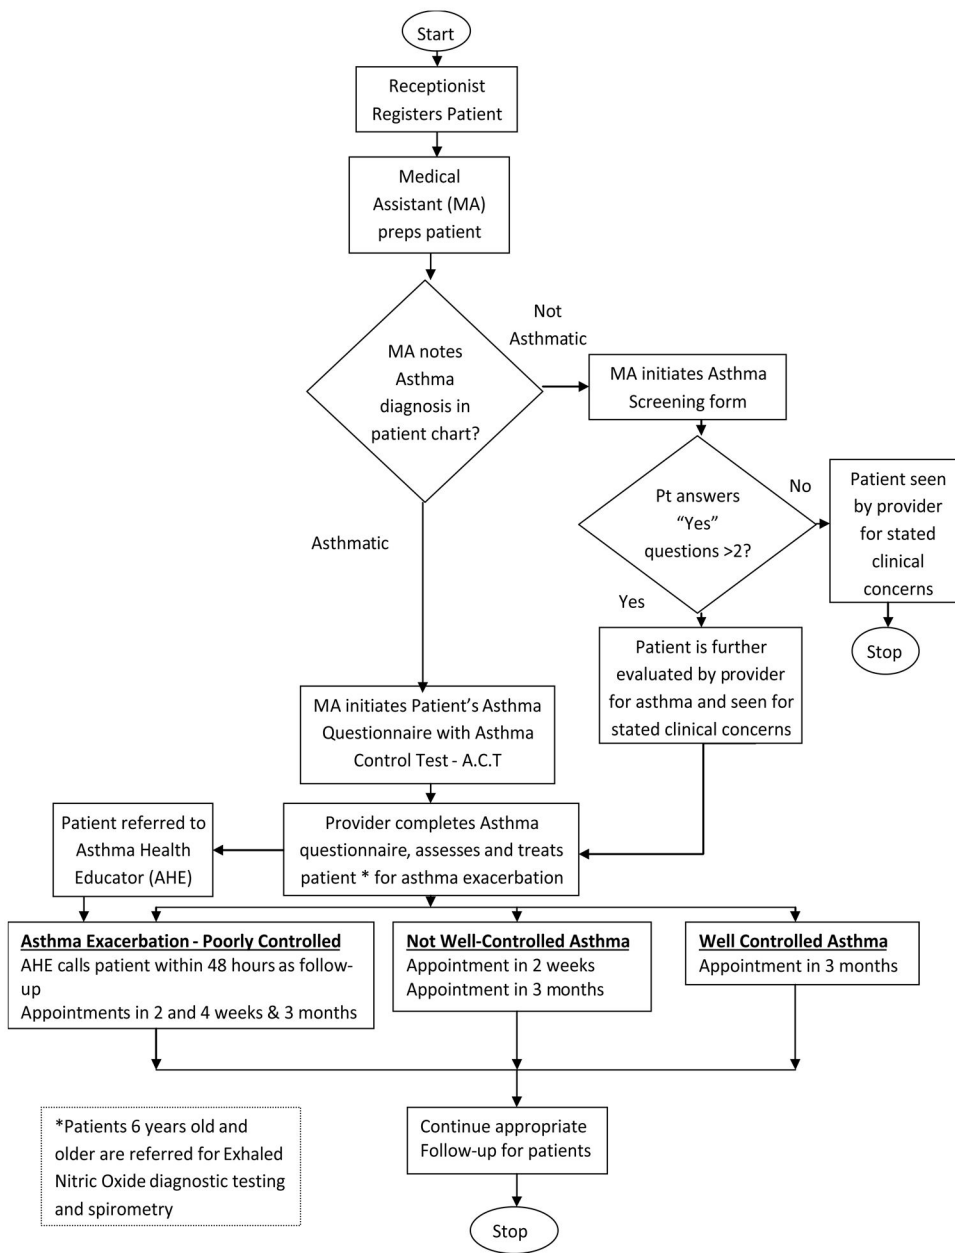 Start
Receptionist
Registers Patient
Medical
Assistant (MA)
preps patient
MA notes
Asthma
diagnosis in
patient chart?
Not
Asthmatic
MA initiates Asthma
Screening form
Pt answers
“Yes”
questions >2?
No
Patient seen
by provider
for stated
clinical
concerns
Stop
Yes
Patient is further
evaluated by provider
for asthma and seen for
stated clinical concerns
Asthmatic
MA initiates Patient’s Asthma
Questionnaire with Asthma
Control Test - A.C.T
Provider completes Asthma
questionnaire, assesses and treats
patient * for asthma exacerbation
Patient referred to
Asthma Health
Educator (AHE)
Asthma Exacerbation - Poorly Controlled
AHE calls patient within 48 hours as follow-
up
Appointments in 2 and 4 weeks & 3 months
Not Well-Controlled Asthma
Appointment in 2 weeks
Appointment in 3 months
Well Controlled Asthma
Appointment in 3 months
*Patients 6 years old and
older are referred for Exhaled
Nitric Oxide diagnostic testing
and spirometry
Continue appropriate
Follow-up for patients
Stop